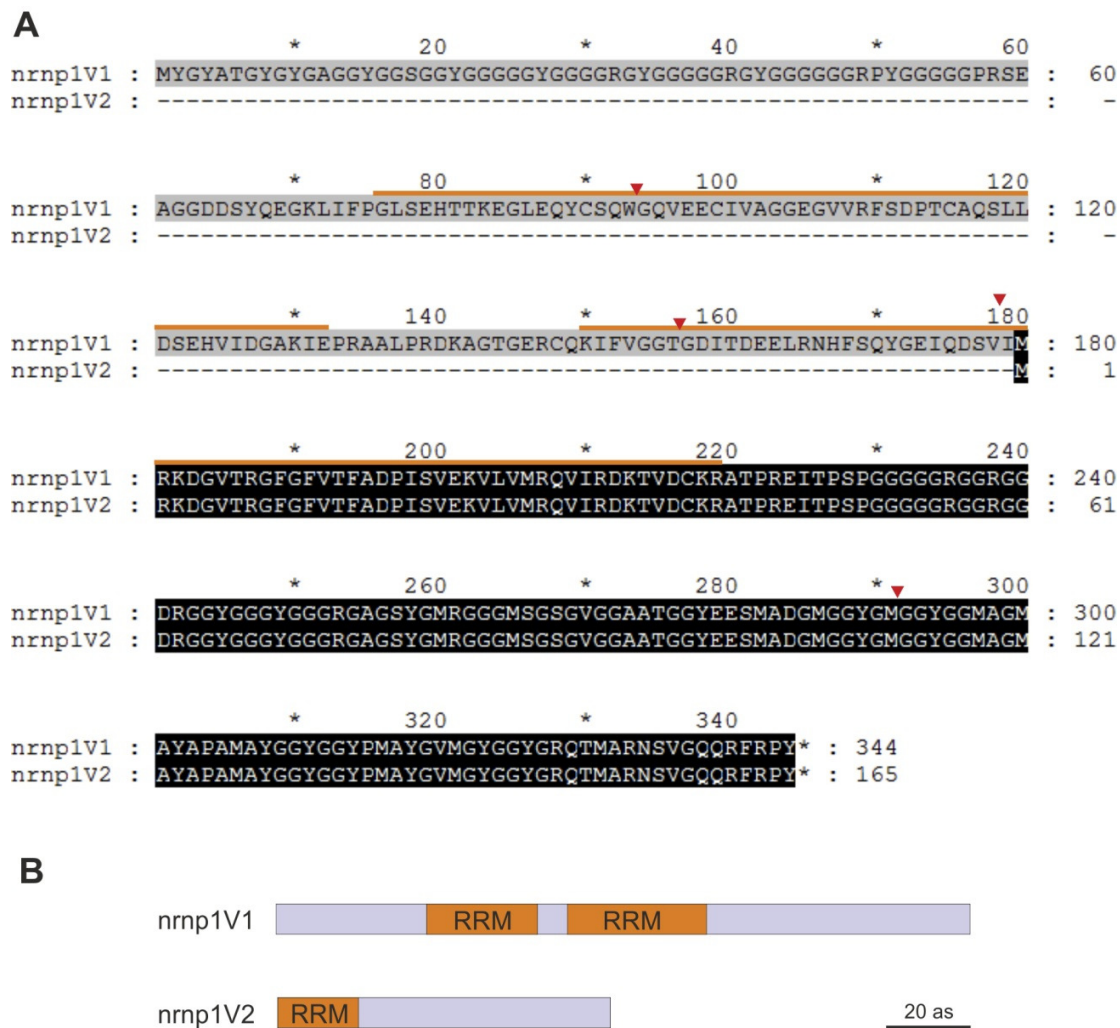 A
* 20 * 40 * 60
nrnp1V1 : MYGYATGYGYGAGGYGGSGGYGGGGGYGGGGRGYGGGGGRGYGGGGGGRPYGGGGGPRSE : 60
nrnp1V2 : ------------------------------------------------------------ : -
* 80 * 100 * 120
nrnp1V1 : AGGDDSYQEGKLIFPGLSEHTTKEGLEQYCSQWGQVEECIVAGGEGVVRFSDPTCAQSLL : 120
nrnp1V2 : ------------------------------------------------------------ : -
* 140 * 160 * 180
nrnp1V1 : DSEHVIDGAKIEPRAALPRDKAGTGERCQKIFVGGTGDITDEELRNHFSQYGEIQDSVIM : 180
nrnp1V2 : -----------------------------------------------------------M : 1
* 200 * 220 * 240
nrnp1V1 : RKDGVTRGFGFVTFADPISVEKVLVMRQVIRDKTVDCKRATPREITPSPGGGGGRGGRGG : 240
nrnp1V2 : RKDGVTRGFGFVTFADPISVEKVLVMRQVIRDKTVDCKRATPREITPSPGGGGGRGGRGG : 61
* 260 * 280 * 300
nrnp1V1 : DRGGYGGGYGGGRGAGSYGMRGGGMSGSGVGGAATGGYEESMADGMGGYGMGGYGGMAGM : 300
nrnp1V2 : DRGGYGGGYGGGRGAGSYGMRGGGMSGSGVGGAATGGYEESMADGMGGYGMGGYGGMAGM : 121
* 320 * 340
nrnp1V1 : AYAPAMAYGGYGGYPMAYGVMGYGGYGRQTMARNSVGQQRFRPY* : 344
nrnp1V2 : AYAPAMAYGGYGGYPMAYGVMGYGGYGRQTMARNSVGQQRFRPY* : 165
B
nrnp1V1 RRM RRM
nrnp1V2 RRM
20 as